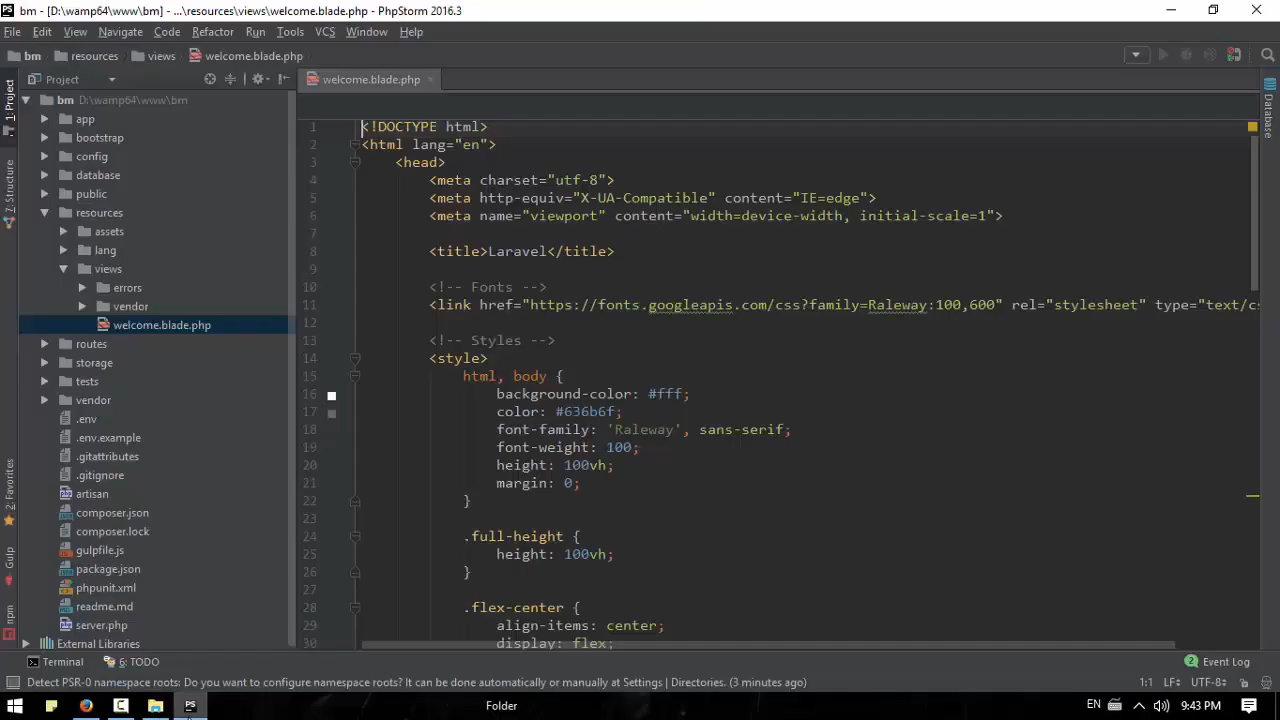 bm - [D:\wamp64\www\bm] - ...\resources\views\welcome.blade.php - PhpStorm 2016.3
File Edit View Navigate Code Refactor Run Tools VCS Window Help
bm resources views welcome.blade.php
Project
welcome.blade.php
1: Project
Z: Structure
2: Favorites
Gulp
npm
bm D:\wamp64\www\bm
app
bootstrap
config
database
public
resources
assets
lang
views
errors
vendor
welcome.blade.php
routes
storage
tests
vendor
.env
.env.example
.gitattributes
.gitignore
artisan
composer.json
composer.lock
gulpfile.js
package.json
phpunit.xml
readme.md
server.php
External Libraries
1 <!DOCTYPE html>
2 <html lang="en">
3 <head>
4 <meta charset="utf-8">
5 <meta http-equiv="X-UA-Compatible" content="IE=edge">
6 <meta name="viewport" content="width=device-width, initial-scale=1">
7
8 <title>Laravel</title>
9
10 <!-- Fonts -->
11 <link href="https://fonts.googleapis.com/css?family=Raleway:100,600" rel="stylesheet" type="text/cs
12
13 <!-- Styles -->
14 <style>
15 html, body {
16 background-color: #fff;
17 color: #636b6f;
18 font-family: 'Raleway', sans-serif;
19 font-weight: 100;
20 height: 100vh;
21 margin: 0;
22 }
23
24 .full-height {
25 height: 100vh;
26 }
27
28 .flex-center {
29 align-items: center;
30 display: flex;
Database
Terminal 6: TODO 2 Event Log
Detect PSR-0 namespace roots: Do you want to configure namespace roots? It can be done automatically or manually at Settings | Directories. (3 minutes ago) 1:1 LF÷ UTF-8÷
PS Folder EN 9:43 PM